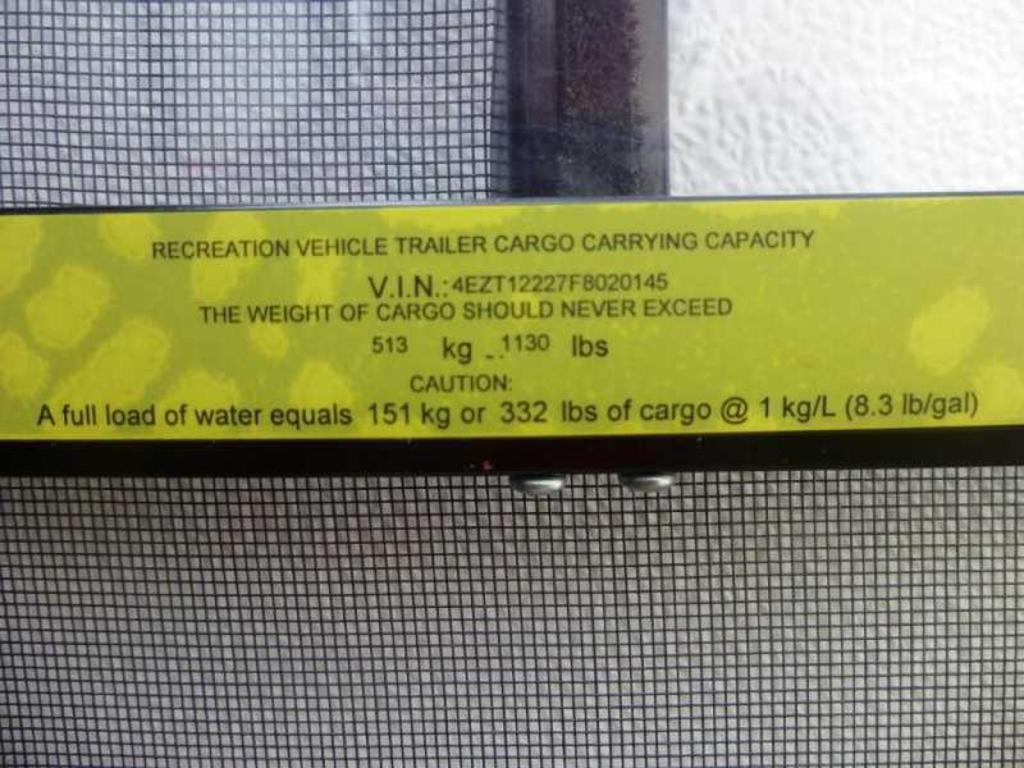 RECREATION VEHICLE TRAILER CARGO CARRYING CAPACITY
V.I.N.: 4EZT12227F8020145
THE WEIGHT OF CARGO SHOULD NEVER EXCEED
513 kg -.1130 lbs
CAUTION:
A full load of water equals 151 kg or 332 lbs of cargo @ 1 kg/L (8.3 lb/gal)